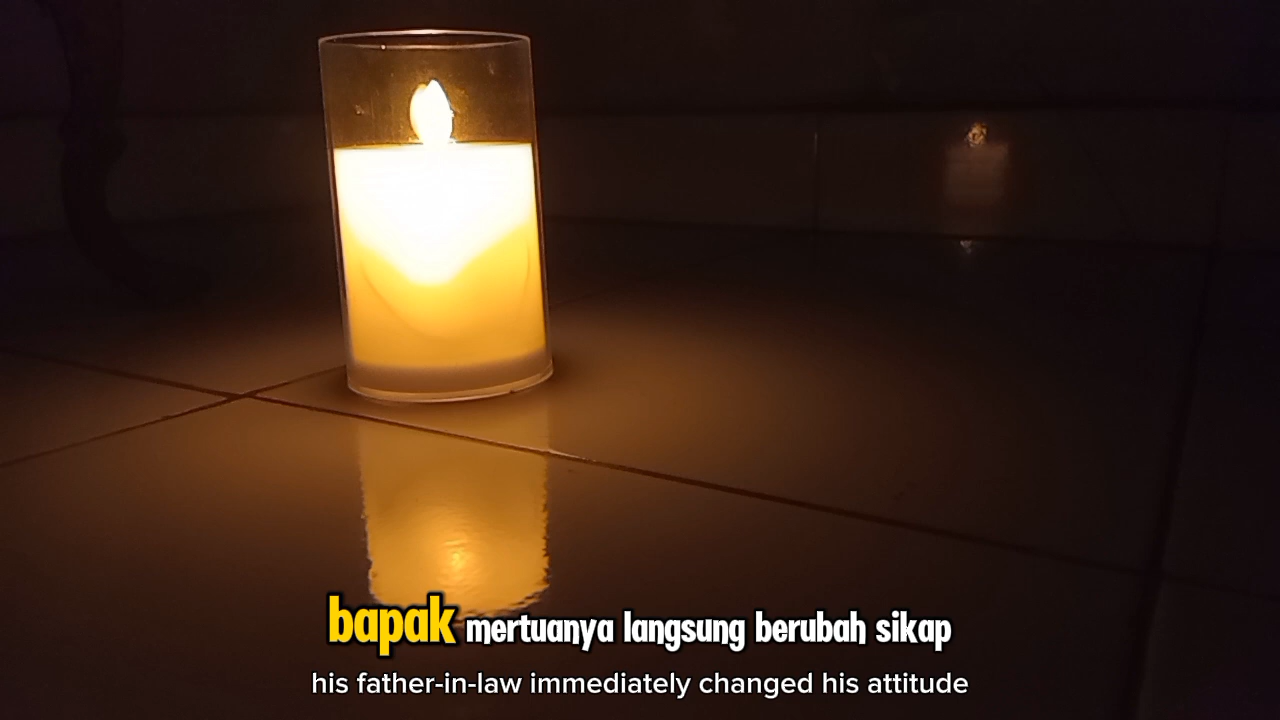 bapak mertuanya langsung berubah sikap
his father-in-law immediately changed his attitude